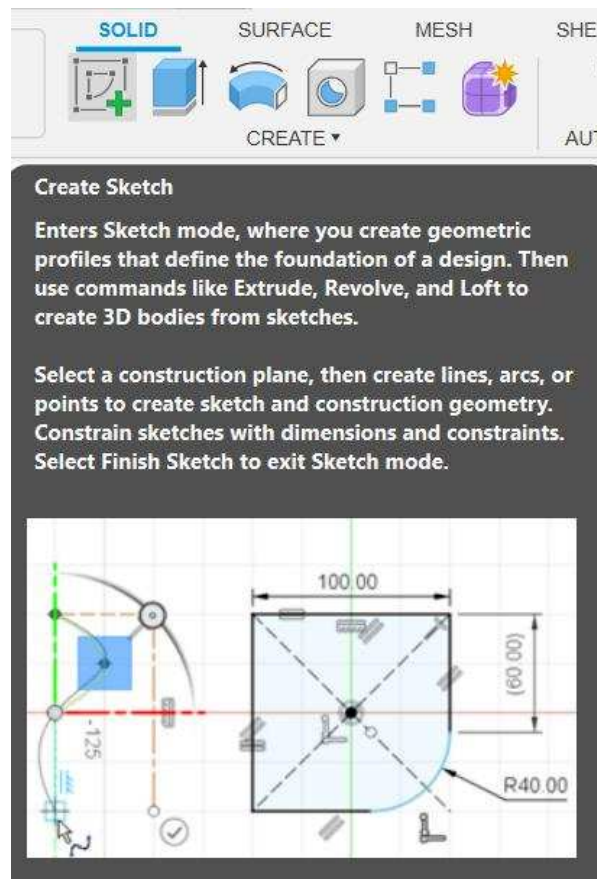 SOLID SURFACE MESH SHE
CREATE ▾ AUT
Create Sketch
Enters Sketch mode, where you create geometric
profiles that define the foundation of a design. Then
use commands like Extrude, Revolve, and Loft to
create 3D bodies from sketches.
Select a construction plane, then create lines, arcs, or
points to create sketch and construction geometry.
Constrain sketches with dimensions and constraints.
Select Finish Sketch to exit Sketch mode.
100.00
(60.00)
-125
R40.00